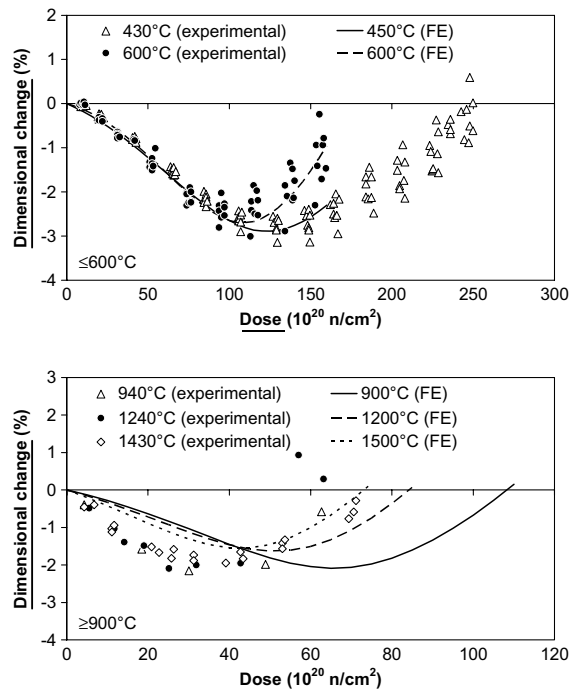 2
1
0
-1
-2
-3
-4
0
50
100
150
200
250
300
Dimensional change (%)
430°C (experimental)
600°C (experimental)
450°C (FE)
600°C (FE)
≤600°C
Dose (10²⁰ n/cm²)
3
2
1
0
-1
-2
-3
-4
0
20
40
60
80
100
120
Dimensional change (%)
940°C (experimental)
1240°C (experimental)
1430°C (experimental)
900°C (FE)
1200°C (FE)
1500°C (FE)
≥900°C
Dose (10²⁰ n/cm²)